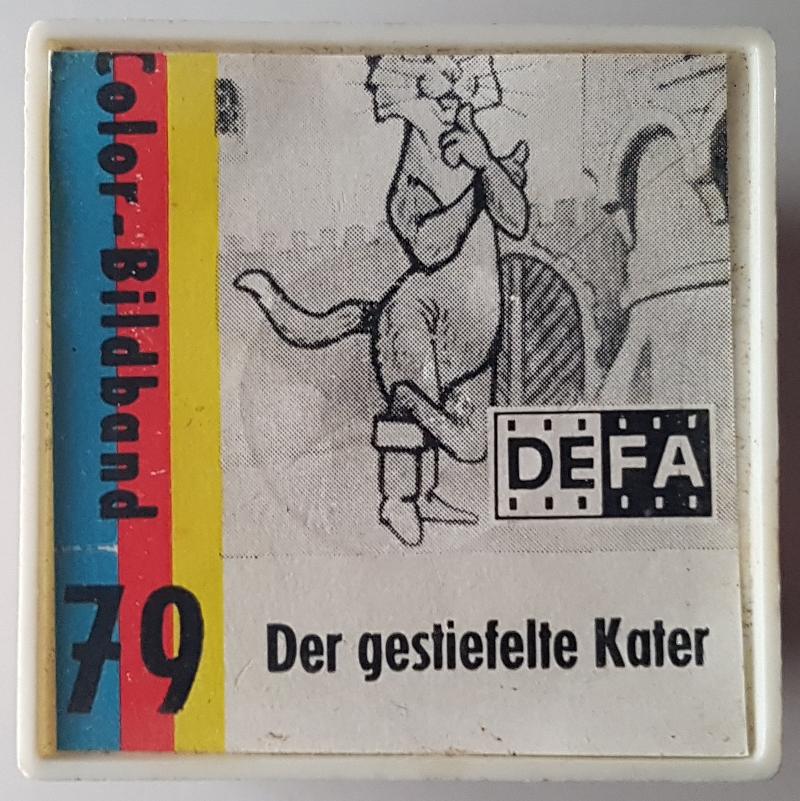 Color-Bildband
DEFA
79
Der gestiefelte Kater